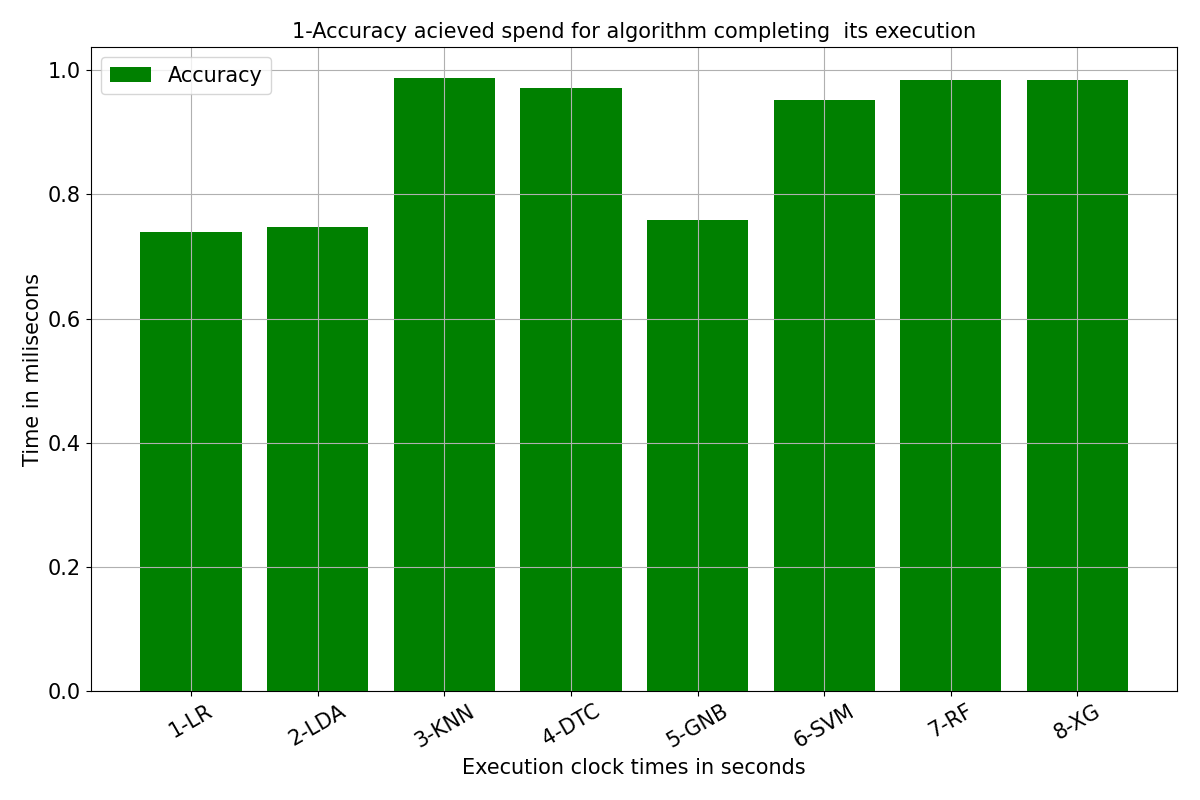 1-Accuracy acieved spend for algorithm completing  its execution
Accuracy
1.0
0.8
0.6
0.4
0.2
0.0
Time in milisecons
1-LR
2-LDA
3-KNN
4-DTC
5-GNB
6-SVM
7-RF
8-XG
Execution clock times in seconds